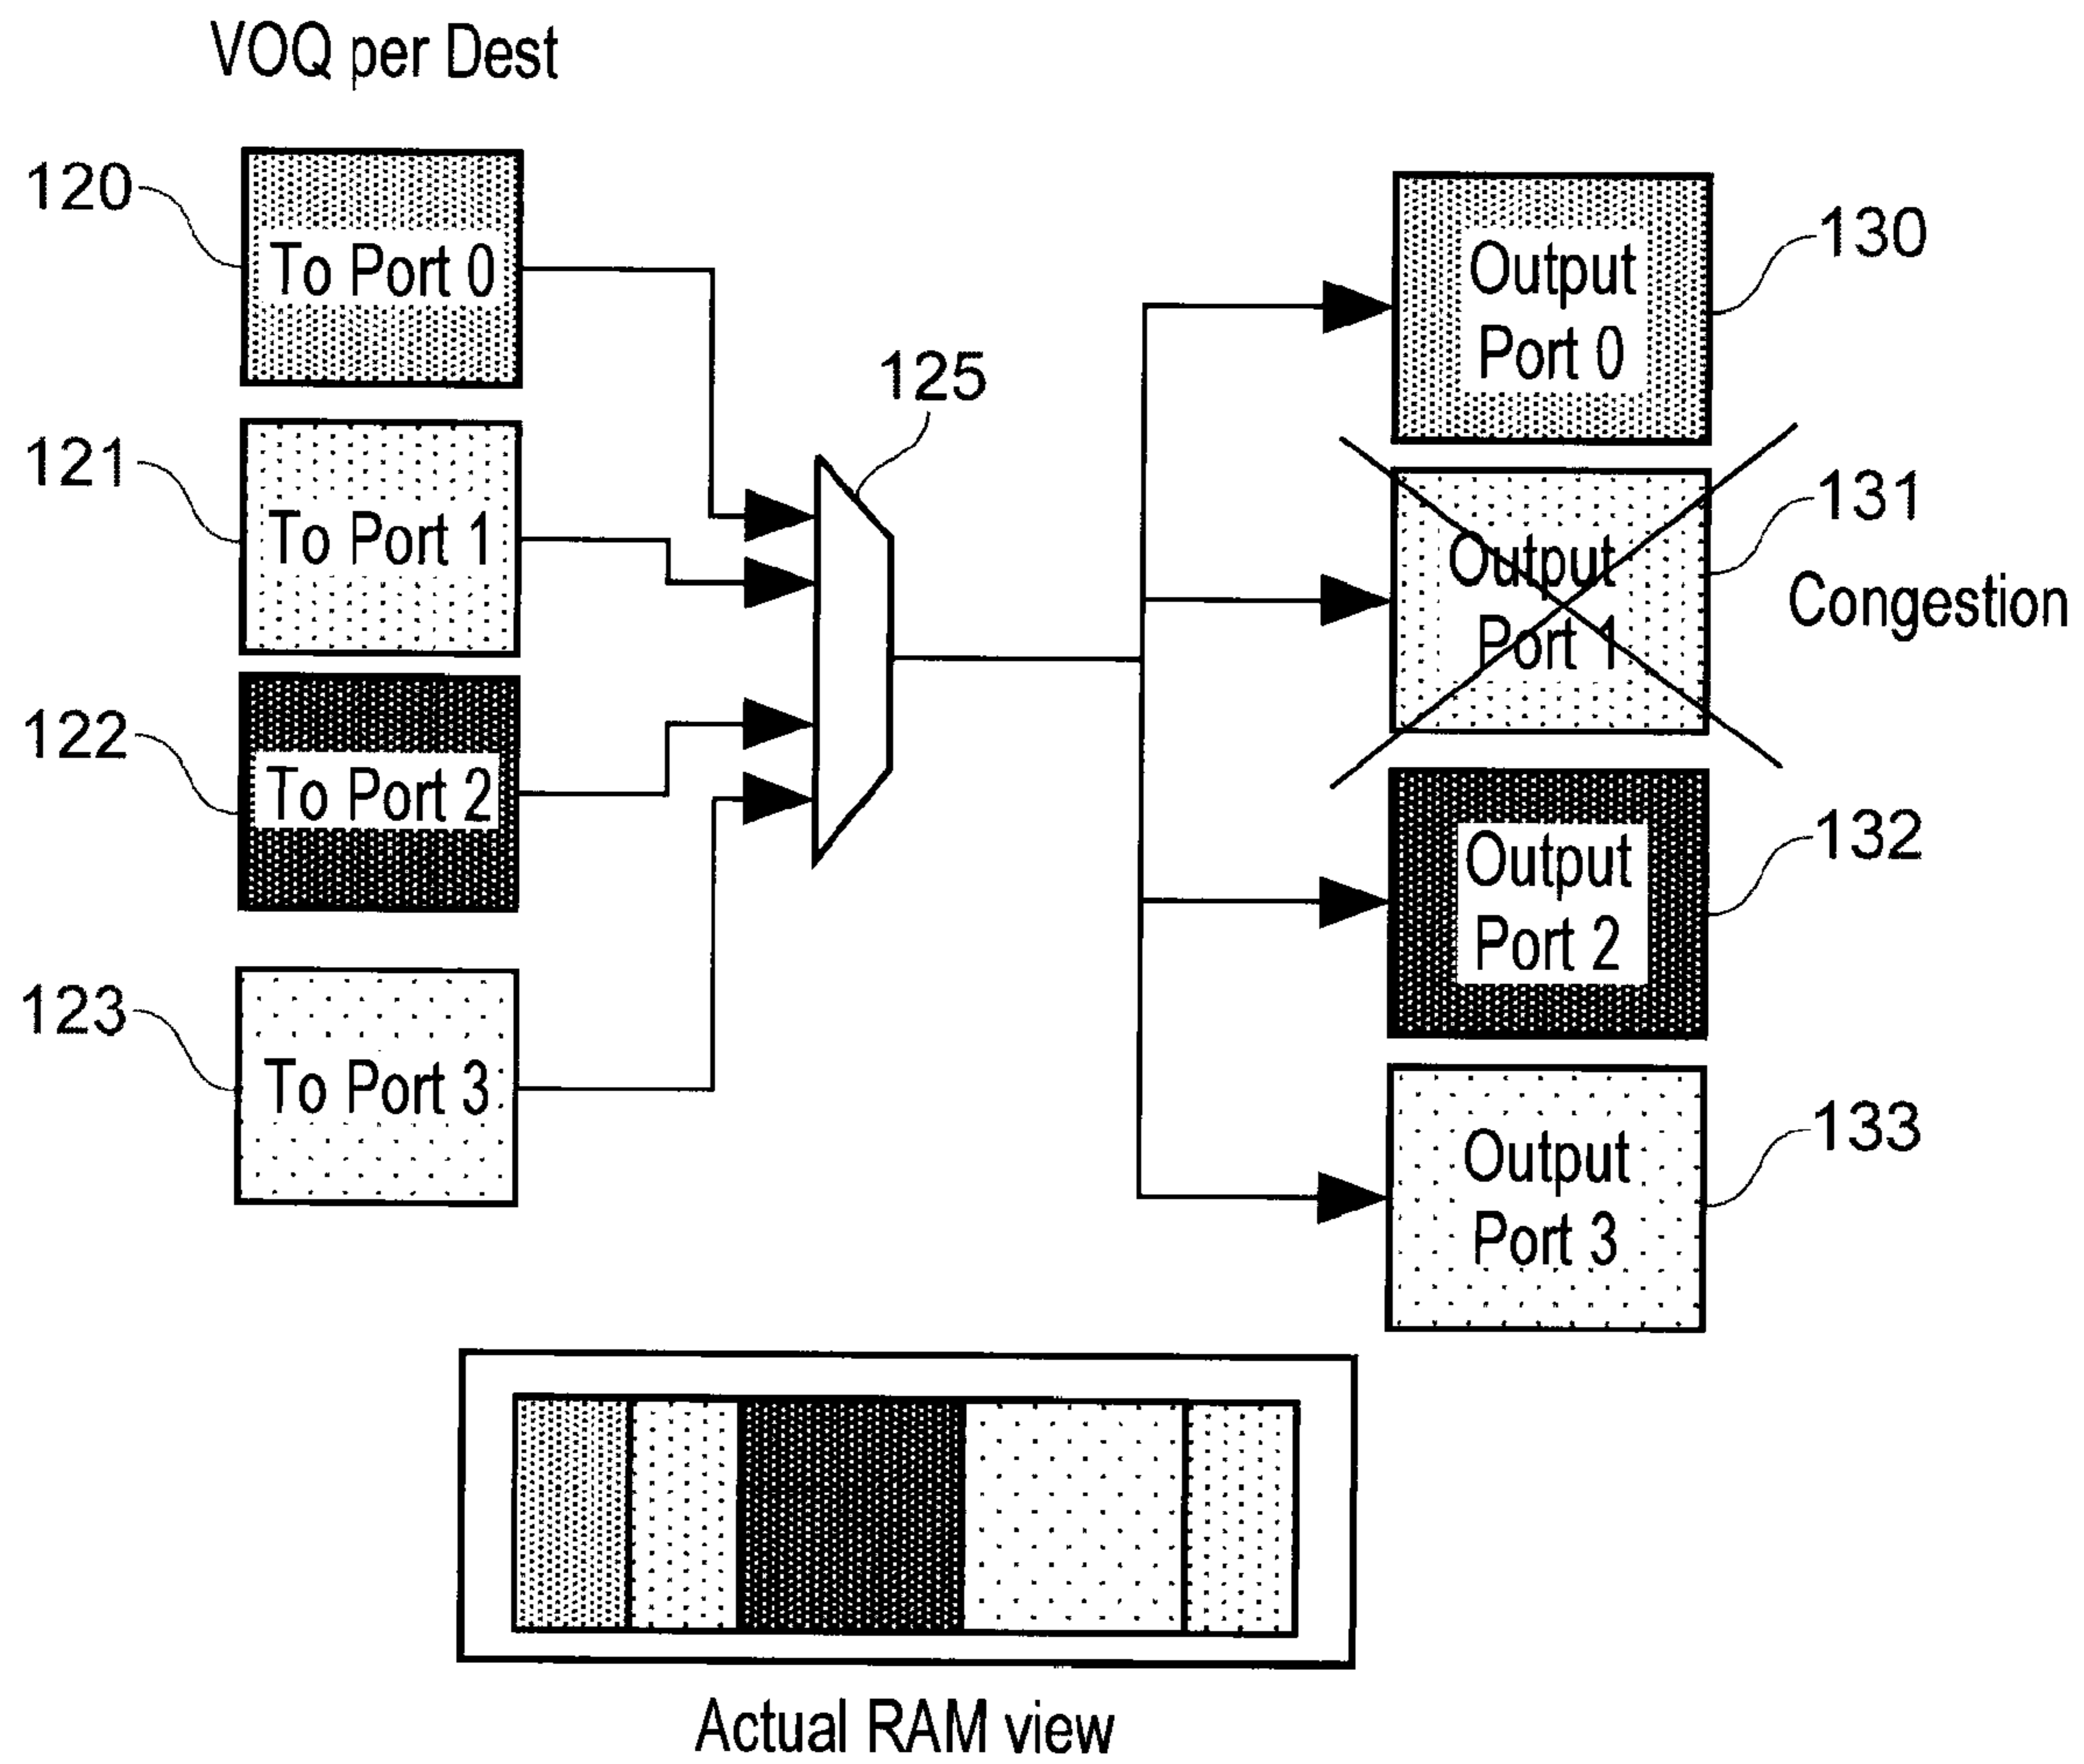 VOQ per Dest
120
To Port 0
121
To Port 1
122
To Port 2
123
To Port 3
125
Output
Port 0
130
Output
Port 1
131
Congestion
Output
Port 2
132
Output
Port 3
133
Actual RAM view